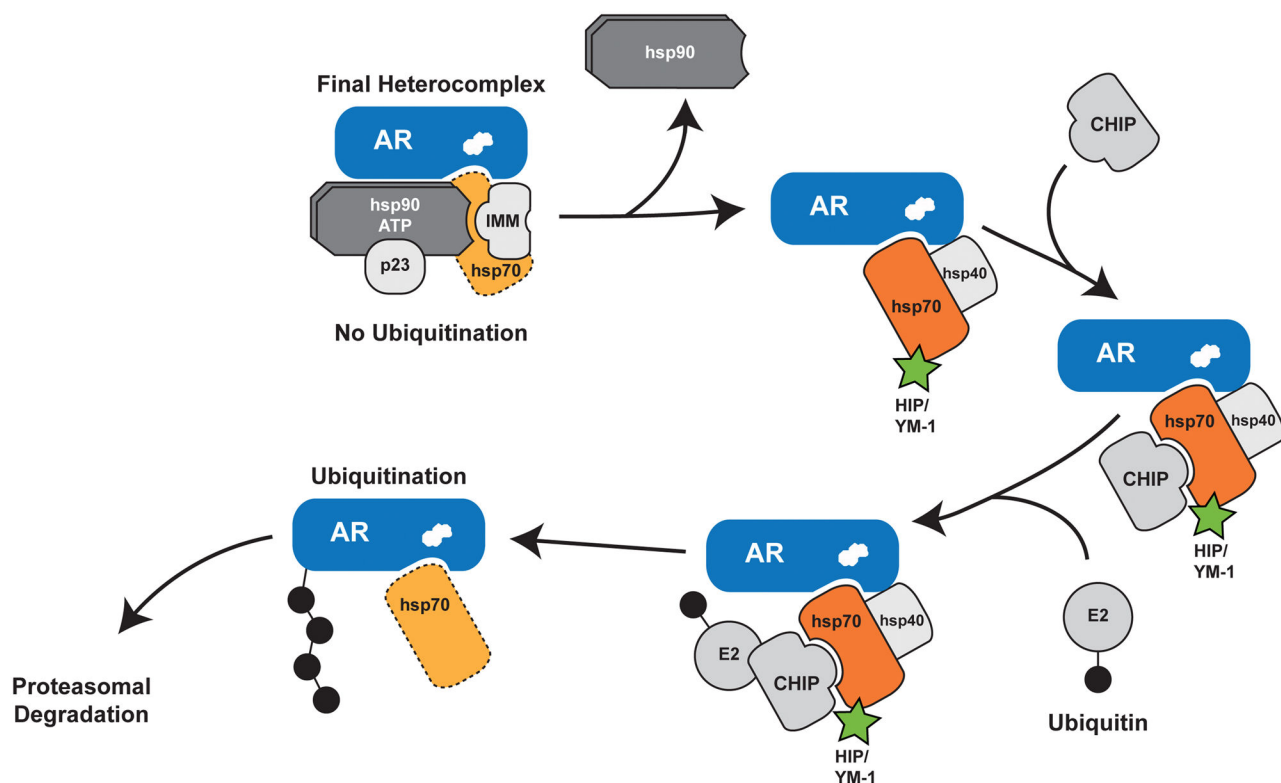 hsp90
Final Heterocomplex
AR
hsp90
ATP
IMM
p23
hsp70
No Ubiquitination
CHIP
AR
hsp40
hsp70
HIP/
YM-1
AR
hsp70
hsp40
CHIP
HIP/
YM-1
Ubiquitination
AR
hsp70
AR
hsp70
hsp40
E2
CHIP
HIP/
YM-1
E2
Ubiquitin
Proteasomal
Degradation